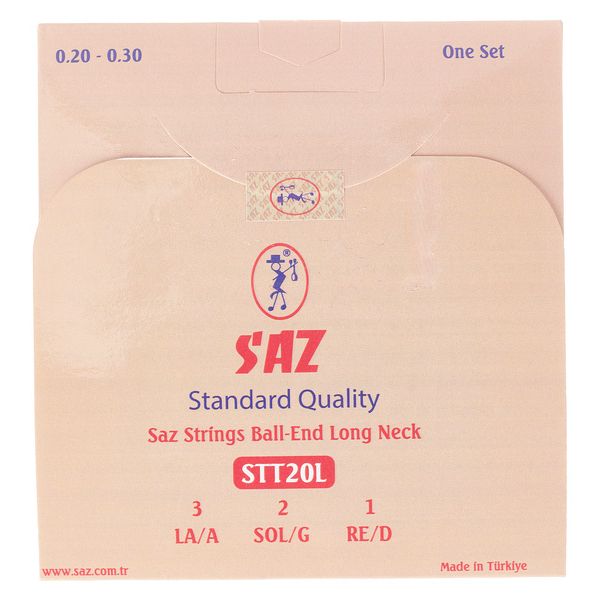 0.20 - 0.30
One Set
SAZ
®
SAZ
Standard Quality
Saz Strings Ball-End Long Neck
STT20L
3 2 1
LA/A SOL/G RE/D
www.saz.com.tr
Made in Türkiye